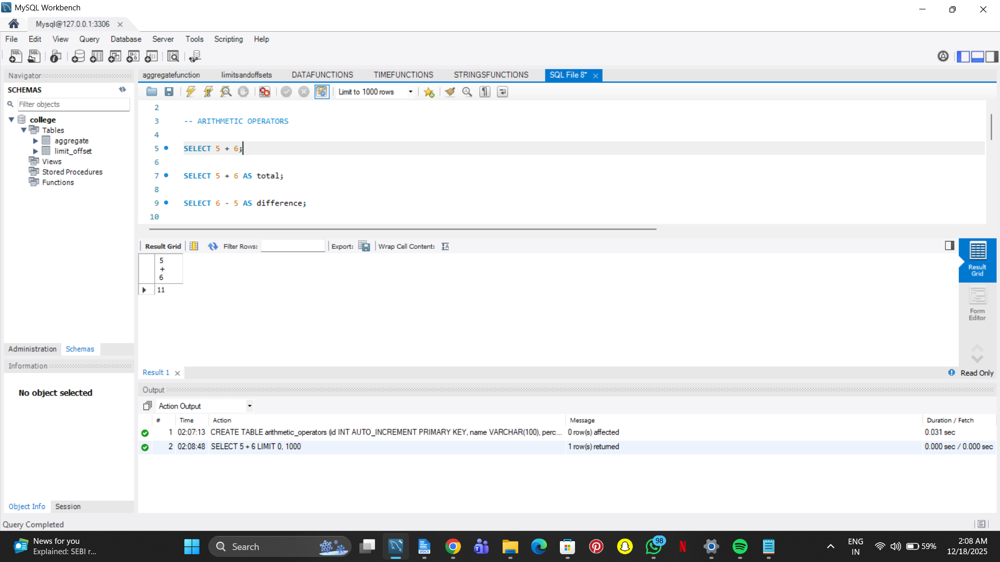 MySQL Workbench
Mysql@127.0.0.1:3306
File Edit View Query Database Server Tools Scripting Help
Navigator
SCHEMAS
Filter objects
college
Tables
aggregate
limit_offset
Views
Stored Procedures
Functions
Administration Schemas
Information
No object selected
Object Info Session
Query Completed
aggregatefunction limitsandoffsets DATAFUNCTIONS TIMEFUNCTIONS STRINGSFUNCTIONS SQL File 8*
Limit to 1000 rows
2
3 -- ARITHMETIC OPERATORS
4
5 SELECT 5 + 6;
6
7 SELECT 5 + 6 AS total;
8
9 SELECT 6 - 5 AS difference;
10
Result Grid Filter Rows: Export: Wrap Cell Content:
5
+
6
11
Result
Grid
Form
Editor
Result 1
Read Only
Output
Action Output
# Time Action Message Duration / Fetch
1 02:07:13 CREATE TABLE arithmetic_operators (id INT AUTO_INCREMENT PRIMARY KEY, name VARCHAR(100), perc... 0 row(s) affected 0.031 sec
2 02:08:48 SELECT 5 + 6 LIMIT 0, 1000 1 row(s) returned 0.000 sec / 0.000 sec
News for you
Explained: SEBI r...
Search
DOCX
98
ENG
IN
59%
2:08 AM
12/18/2025